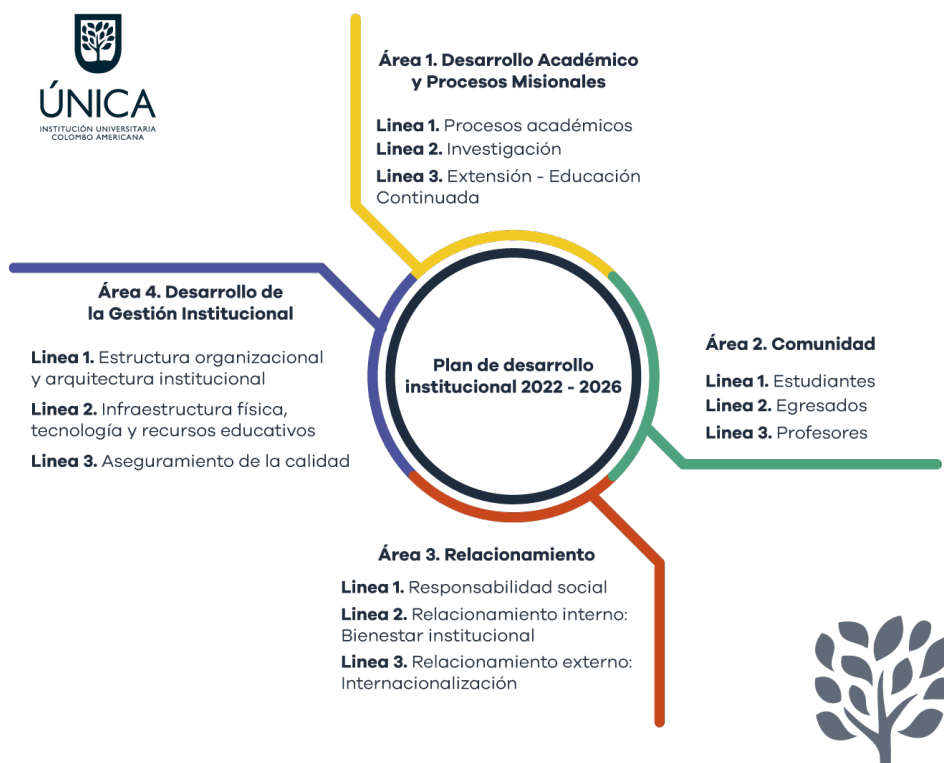 ÚNICA
INSTITUCIÓN UNIVERSITARIA
COLOMBO AMERICANA
Área 1. Desarrollo Académico
y Procesos Misionales
Linea 1. Procesos académicos
Linea 2. Investigación
Linea 3. Extensión - Educación
Continuada
Área 4. Desarrollo de
la Gestión Institucional
Linea 1. Estructura organizacional
y arquitectura institucional
Linea 2. Infraestructura física,
tecnología y recursos educativos
Linea 3. Aseguramiento de la calidad
Plan de desarrollo
institucional 2022 - 2026
Área 2. Comunidad
Linea 1. Estudiantes
Linea 2. Egresados
Linea 3. Profesores
Área 3. Relacionamiento
Linea 1. Responsabilidad social
Linea 2. Relacionamiento interno:
Bienestar institucional
Linea 3. Relacionamiento externo:
Internacionalización